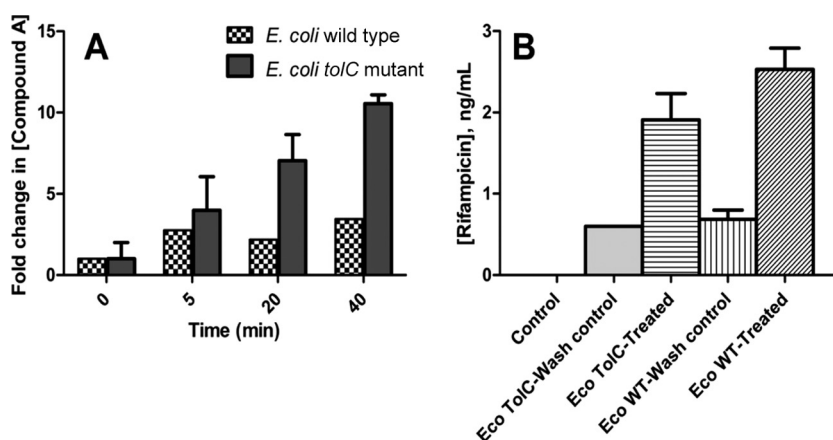 A
E. coli wild type
E. coli tolC mutant
Fold change in [Compound A]
15
10
5
0
0
5
20
40
Time (min)
B
[Rifampicin], ng/mL
3
2
1
0
Control
Eco TolC-Wash control
Eco TolC-Treated
Eco WT-Wash control
Eco WT-Treated